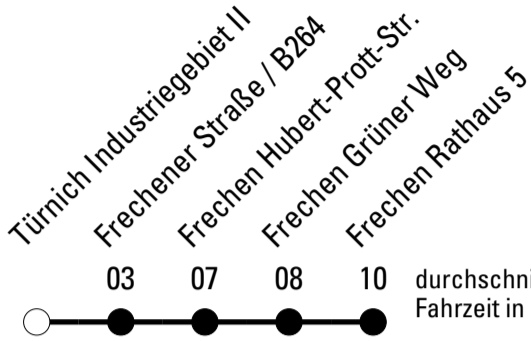 Türnich Industriegebiet II
Frechener Straße / B264
Frechen Hubert-Prott-Str.
Frechen Grüner Weg
Frechen Rathaus 5
03 07 08 10
Fahrzeit in